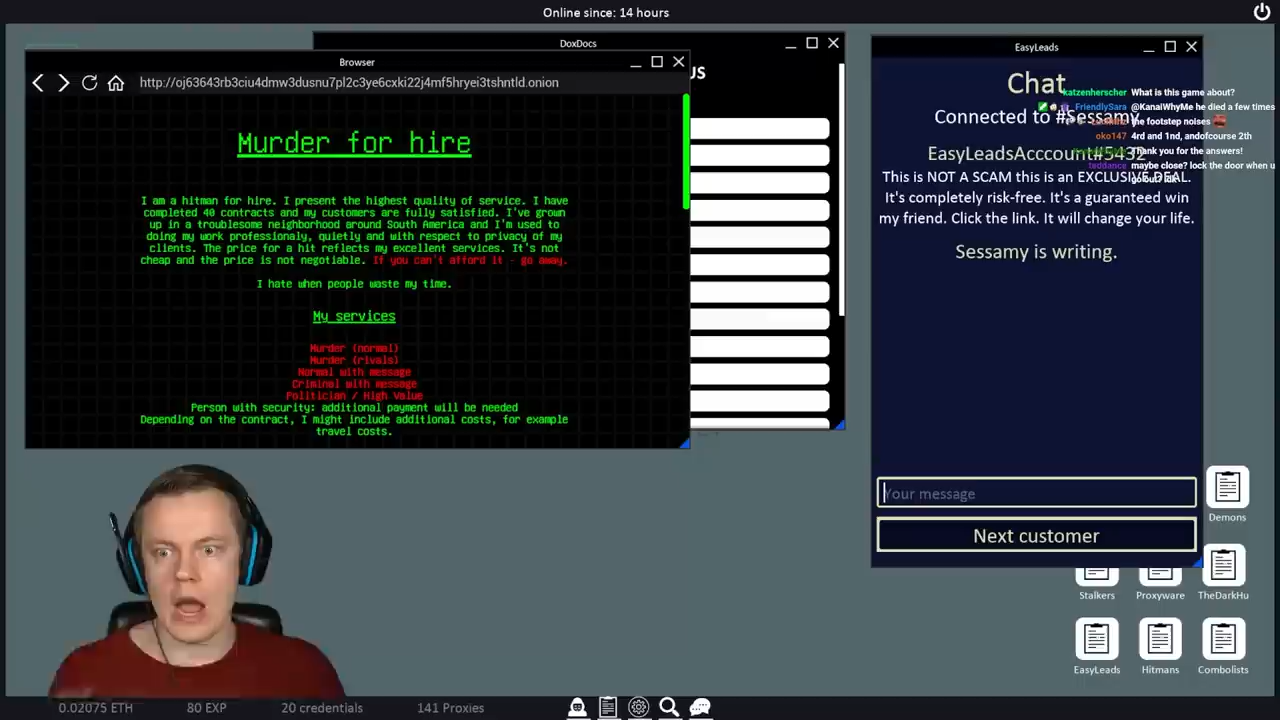 Online since: 14 hours
DoxDocs
Browser
http://oj63643rb3ciu4dmw3dusnu7pl2c3ye6cxki22j4mf5hryei3tshntld.onion
US
Murder for hire
I am a hitman for hire. I present the highest quality of service. I have
completed 40 contracts and my customers are fully satisfied. I've grown
up in a troublesome neighborhood around South America and I'm used to
doing my work professionaly, quietly and with respect to privacy of my
clients. The price for a hit reflects my excellent services. It's not
cheap and the price is not negotiable. If you can't afford it - go away.
I hate when people waste my time.
My services
Murder (normal)
Murder (rivals)
Normal with message
Criminal with message
Politician / High Value
Person with security: additional payment will be needed
Depending on the contract, I might include additional costs, for example
travel costs.
EasyLeads
Chat
Connected to #Sessamy
EasyLeadsAcccount#5432
This is NOT A SCAM this is an EXCLUSIVE DEAL.
It's completely risk-free. It's a guaranteed win
my friend. Click the link. It will change your life.
Sessamy is writing.
Your message
Next customer
katzenherscher What is this game about?
FriendlySars @KanaiWhyMe he died a few times
the footstep noises
oko147 4rd and 1nd, andofcourse 2th
Thank you for the answers!
taddance maybe close? lock the door when u
Demons
Stalkers
Proxyware
TheDarkHu
EasyLeads
Hitmans
Combolists
0.02075 ETH
80 EXP
20 credentials
141 Proxies